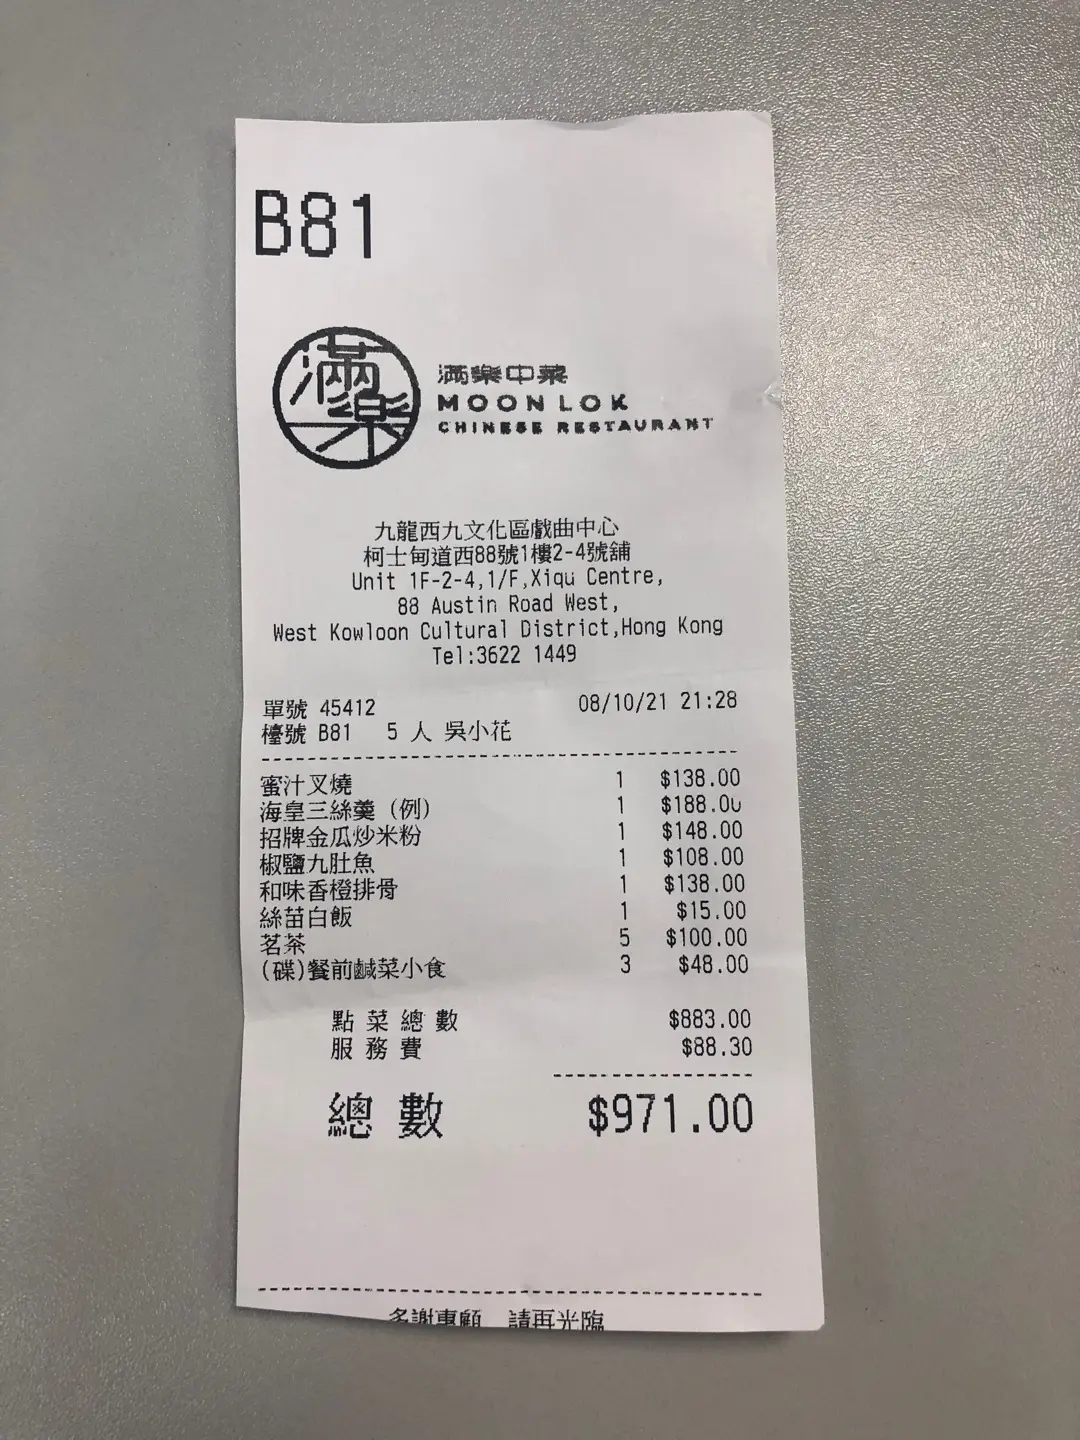 B81
滿樂
滿樂中菜
MOON LOK
CHINESE RESTAURANT
九龍西九文化區戲曲中心
柯士甸道西88號1樓2-4號舖
Unit 1F-2-4,1/F,Xiqu Centre,
88 Austin Road West,
West Kowloon Cultural District,Hong Kong
Tel:3622 1449
單號 45412 08/10/21 21:28
檯號 B81 5 人 吳小花
蜜汁叉燒 1 $138.00
海皇三絲羹 (例) 1 $188.00
招牌金瓜炒米粉 1 $148.00
椒鹽九肚魚 1 $108.00
和味香橙排骨 1 $138.00
絲苗白飯 1 $15.00
茗茶 5 $100.00
(碟)餐前鹹菜小食 3 $48.00
點 菜 總 數 $883.00
服 務 費 $88.30
總 數 $971.00
多謝惠顧 請再光臨